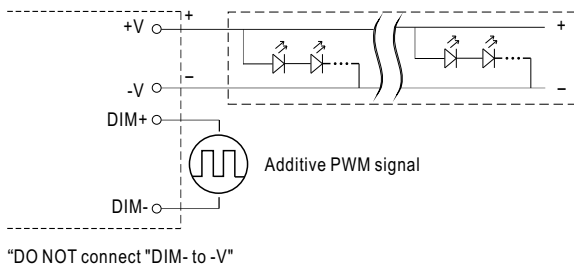 +V
+
+
-V
–
–
DIM+
Additive PWM signal
DIM-
“DO NOT connect "DIM- to -V"